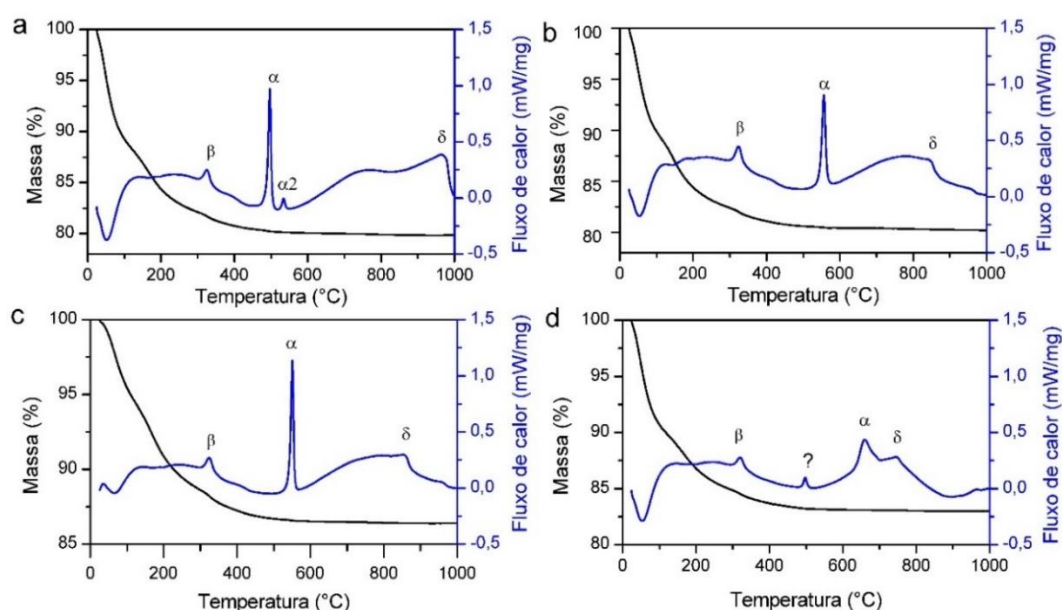 a
100
95
90
85
80
Massa (%)
β
α
α2
δ
1,5
1,0
0,5
0,0
-0,5
Fluxo de calor (mW/mg)
0 200 400 600 800 1000
Temperatura (°C)
b
100
95
90
85
80
Massa (%)
β
α
δ
1,5
1,0
0,5
0,0
-0,5
Fluxo de calor (mW/mg)
0 200 400 600 800 1000
Temperatura (°C)
c
100
95
90
85
Massa (%)
β
α
δ
1,5
1,0
0,5
0,0
-0,5
Fluxo de calor (mW/mg)
0 200 400 600 800 1000
Temperatura (°C)
d
100
95
90
85
80
Massa (%)
β
?
α
δ
1,5
1,0
0,5
0,0
-0,5
Fluxo de calor (mW/mg)
0 200 400 600 800 1000
Temperatura (°C)